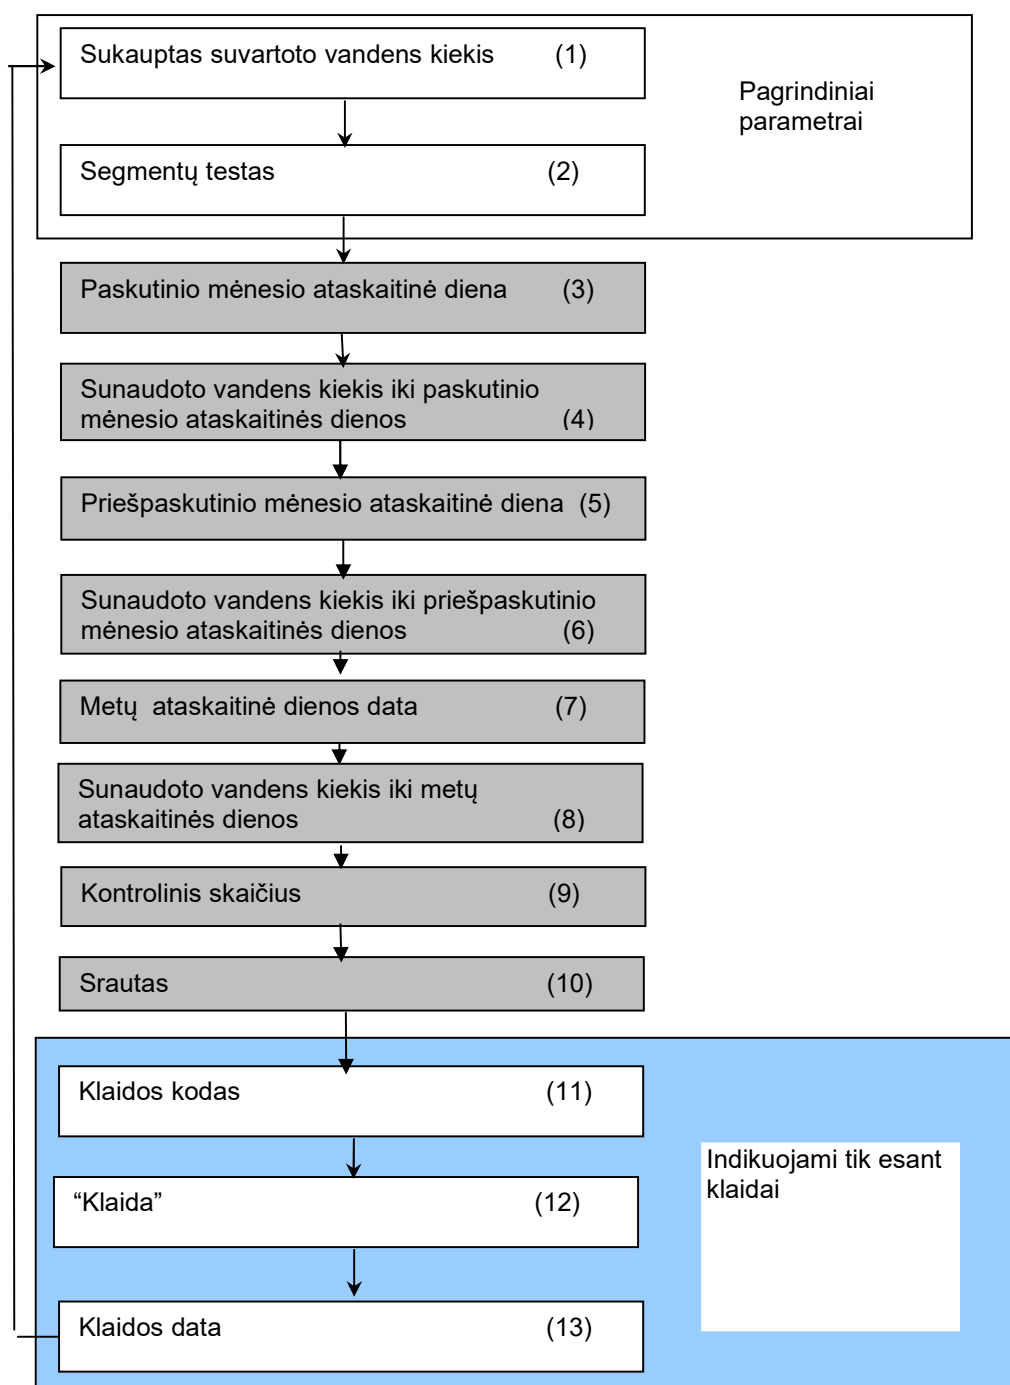 Sukauptas suvartoto vandens kiekis (1)
Pagrindiniai
parametrai
Segmentų testas (2)
Paskutinio mėnesio ataskaitinė diena (3)
Sunaudoto vandens kiekis iki paskutinio
mėnesio ataskaitinės dienos (4)
Priešpaskutinio mėnesio ataskaitinė diena (5)
Sunaudoto vandens kiekis iki priešpaskutinio
mėnesio ataskaitinės dienos (6)
Metų ataskaitinė dienos data (7)
Sunaudoto vandens kiekis iki metų
ataskaitinės dienos (8)
Kontrolinis skaičius (9)
Srautas (10)
Klaidos kodas (11)
Indikuojami tik esant
klaidai
“Klaida” (12)
Klaidos data (13)